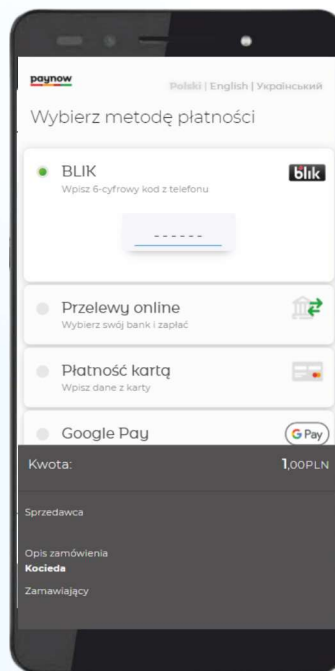 paynow
Polski | English | Український
Wybierz metodę płatności
BLIK
blik
Wpisz 6-cyfrowy kod z telefonu
------
Przelewy online
Wybierz swój bank i zapłać
Płatność kartą
Wpisz dane z karty
Google Pay
G Pay
Kwota: 1,00PLN
Sprzedawca
Opis zamówienia
Kocieda
Zamawiający